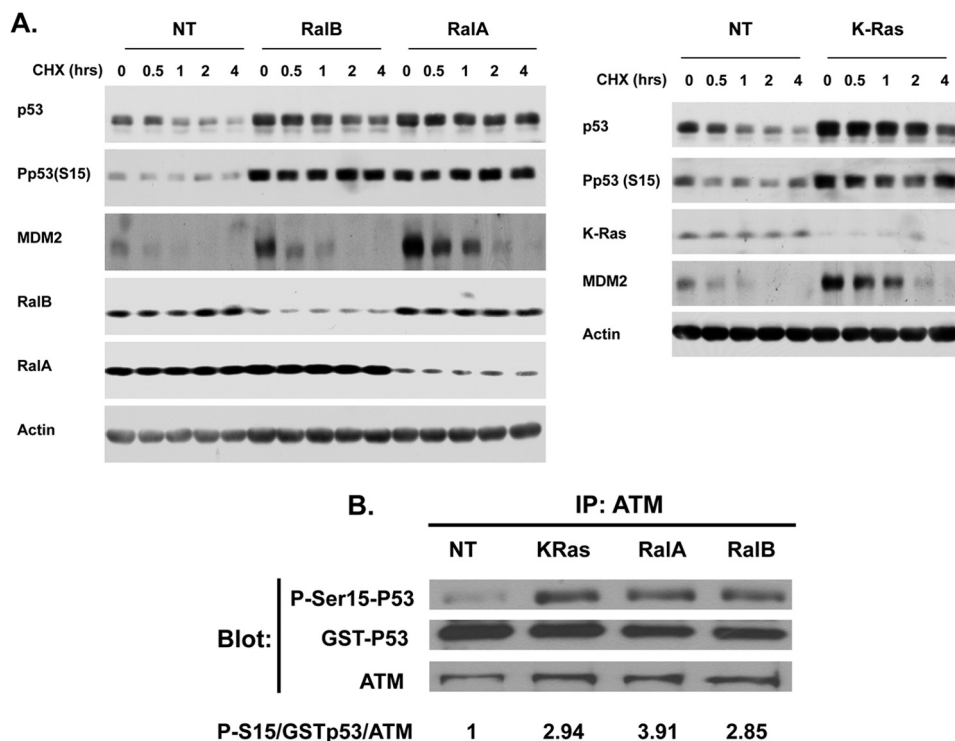 A.
NT RalB RalA
CHX (hrs) 0 0.5 1 2 4 0 0.5 1 2 4 0 0.5 1 2 4
p53
Pp53(S15)
MDM2
RalB
RalA
Actin
NT K-Ras
CHX (hrs) 0 0.5 1 2 4 0 0.5 1 2 4
p53
Pp53 (S15)
K-Ras
MDM2
Actin
B.
IP: ATM
NT KRas RalA RalB
Blot:
P-Ser15-P53
GST-P53
ATM
P-S15/GSTp53/ATM 1 2.94 3.91 2.85